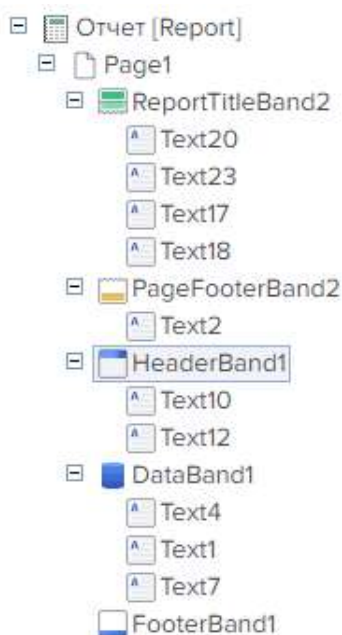 Отчет [Report]
Page1
ReportTitleBand2
Text20
Text23
Text17
Text18
PageFooterBand2
Text2
HeaderBand1
Text10
Text12
DataBand1
Text4
Text1
Text7
FooterBand1